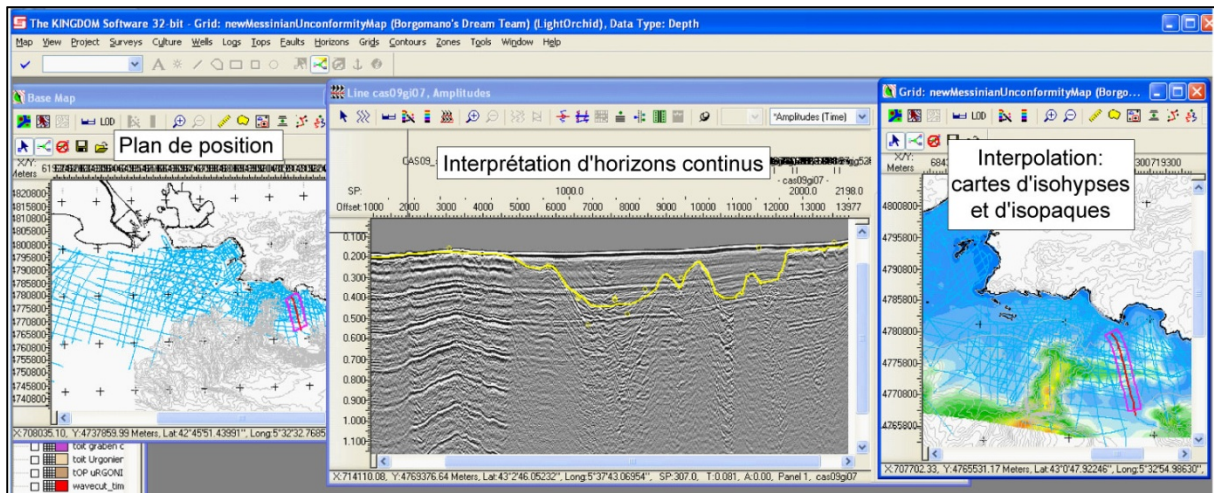 The KINGDOM Software 32-bit - Grid: newMessinianUnconformityMap (Borgomano's Dream Team) (LightOrchid), Data Type: Depth
Map View Project Surveys Culture Wells Logs Tops Faults Horizons Grids Contours Zones Tools Window Help
Base Map
LOD
Plan de position
X/Y:
Meters
4820800
4815800
4810800
4805800
4800800
4795800
4790800
4785800
4780800
4775800
4770800
4765800
4760800
4755800
4750800
4745800
4740800
X:708035.10, Y:4737859.99 Meters, Lat:42°45'51.43991", Long:5°32'32.7685
toit graben c
toit Urgonier
tOP uRGONI
wavecut_tim
Line cas09gi07, Amplitudes
LOD
*Amplitudes (Time)
CAS09_
Interprétation d'horizons continus
- cas09gi07 -
SP: 1000.0 2000.0 2198.0
Offset: 1000 2000 3000 4000 5000 6000 7000 8000 9000 10000 11000 12000 13000 13977
0.100
0.200
0.300
0.400
0.500
0.600
0.700
0.800
0.900
1.000
1.100
X:714110.08, Y:4769376.64 Meters, Lat:43°2'46.05232", Long:5°37'43.06954" SP:307.0, T:0.081, A:0.00, Panel 1, cas09gi07
Grid: newMessinianUnconformityMap (Borgo...
LOD
X/Y:
Meters
Interpolation:
cartes d'isohypses
et d'isopaques
4800800
4795800
4790800
4785800
4780800
4775800
4770800
4765800
X:707702.33, Y:4765531.17 Meters, Lat:43°0'47.92246", Long:5°32'54.98630"